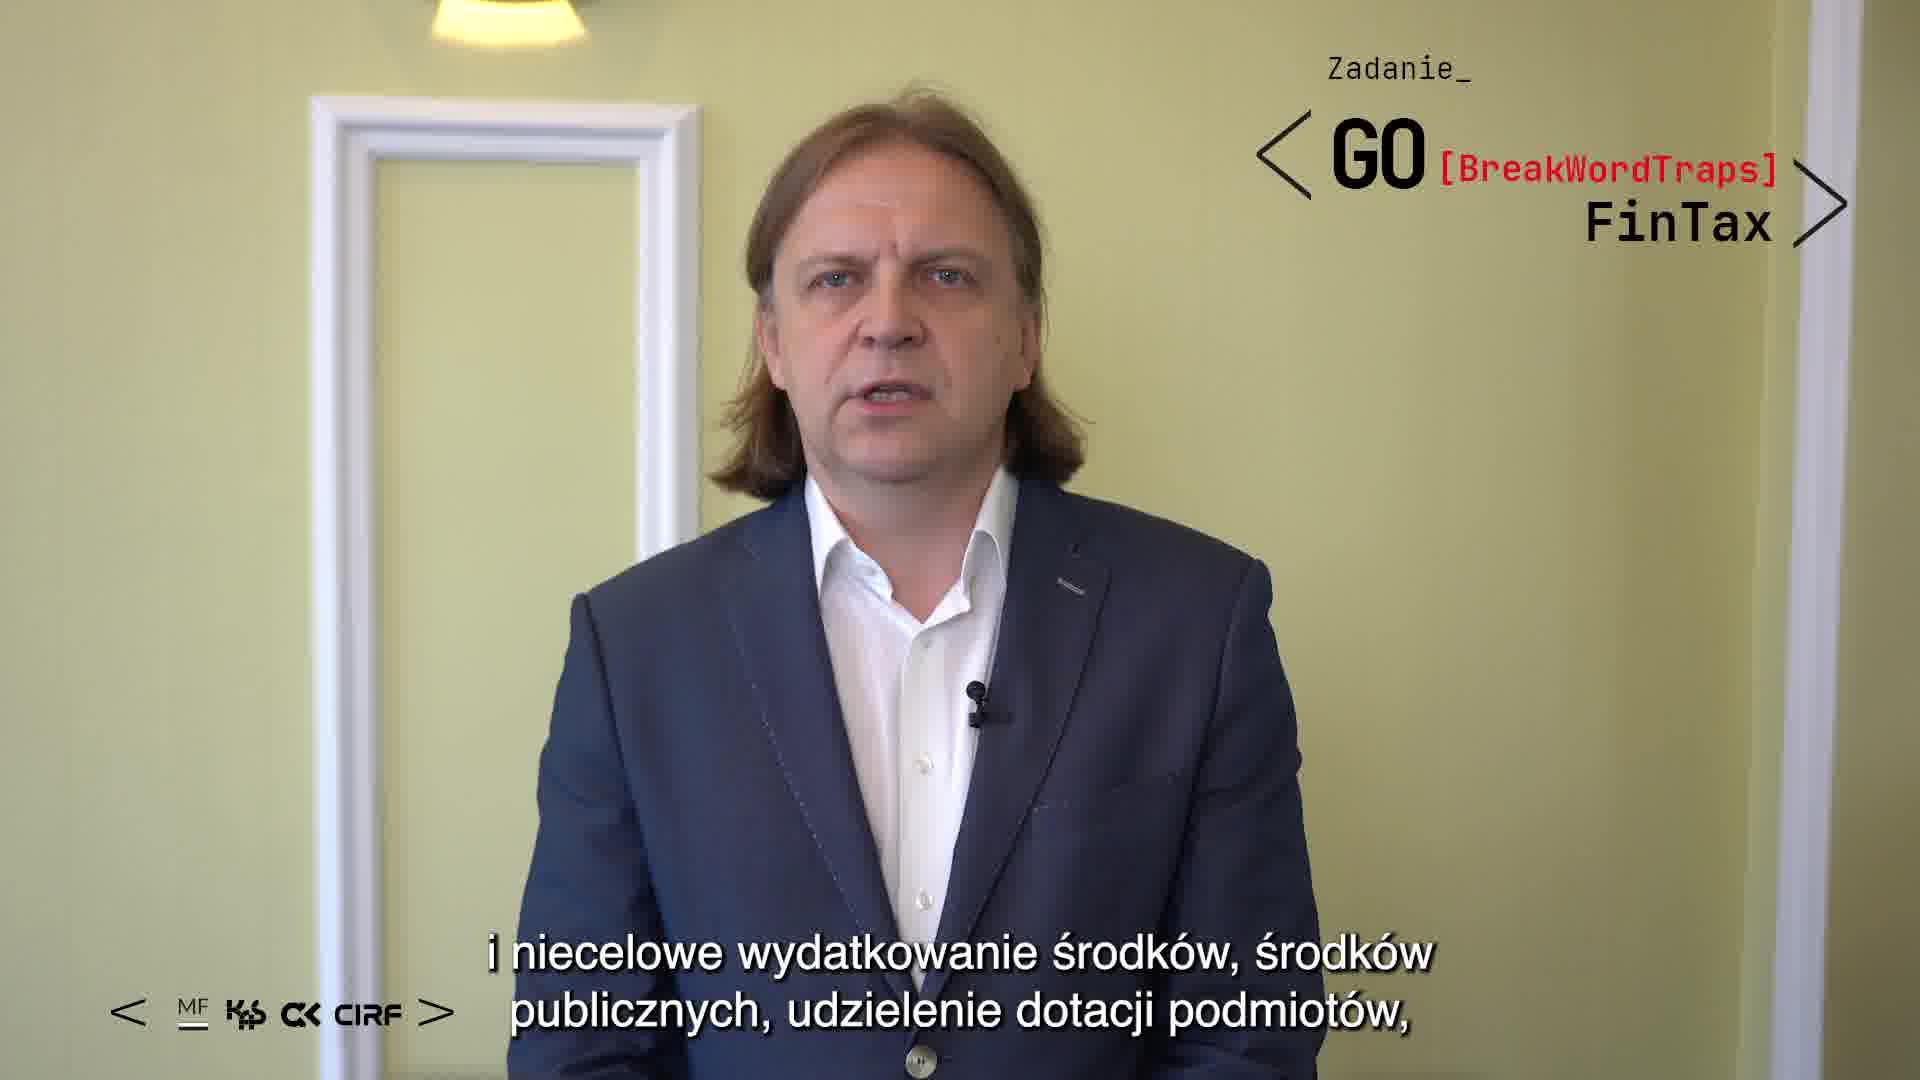 Zadanie_
GO [BreakWordTraps]
FinTax
i niecelowe wydatkowanie środków, środków
publicznych, udzielenie dotacji podmiotów,
MF KAS CK CIRF